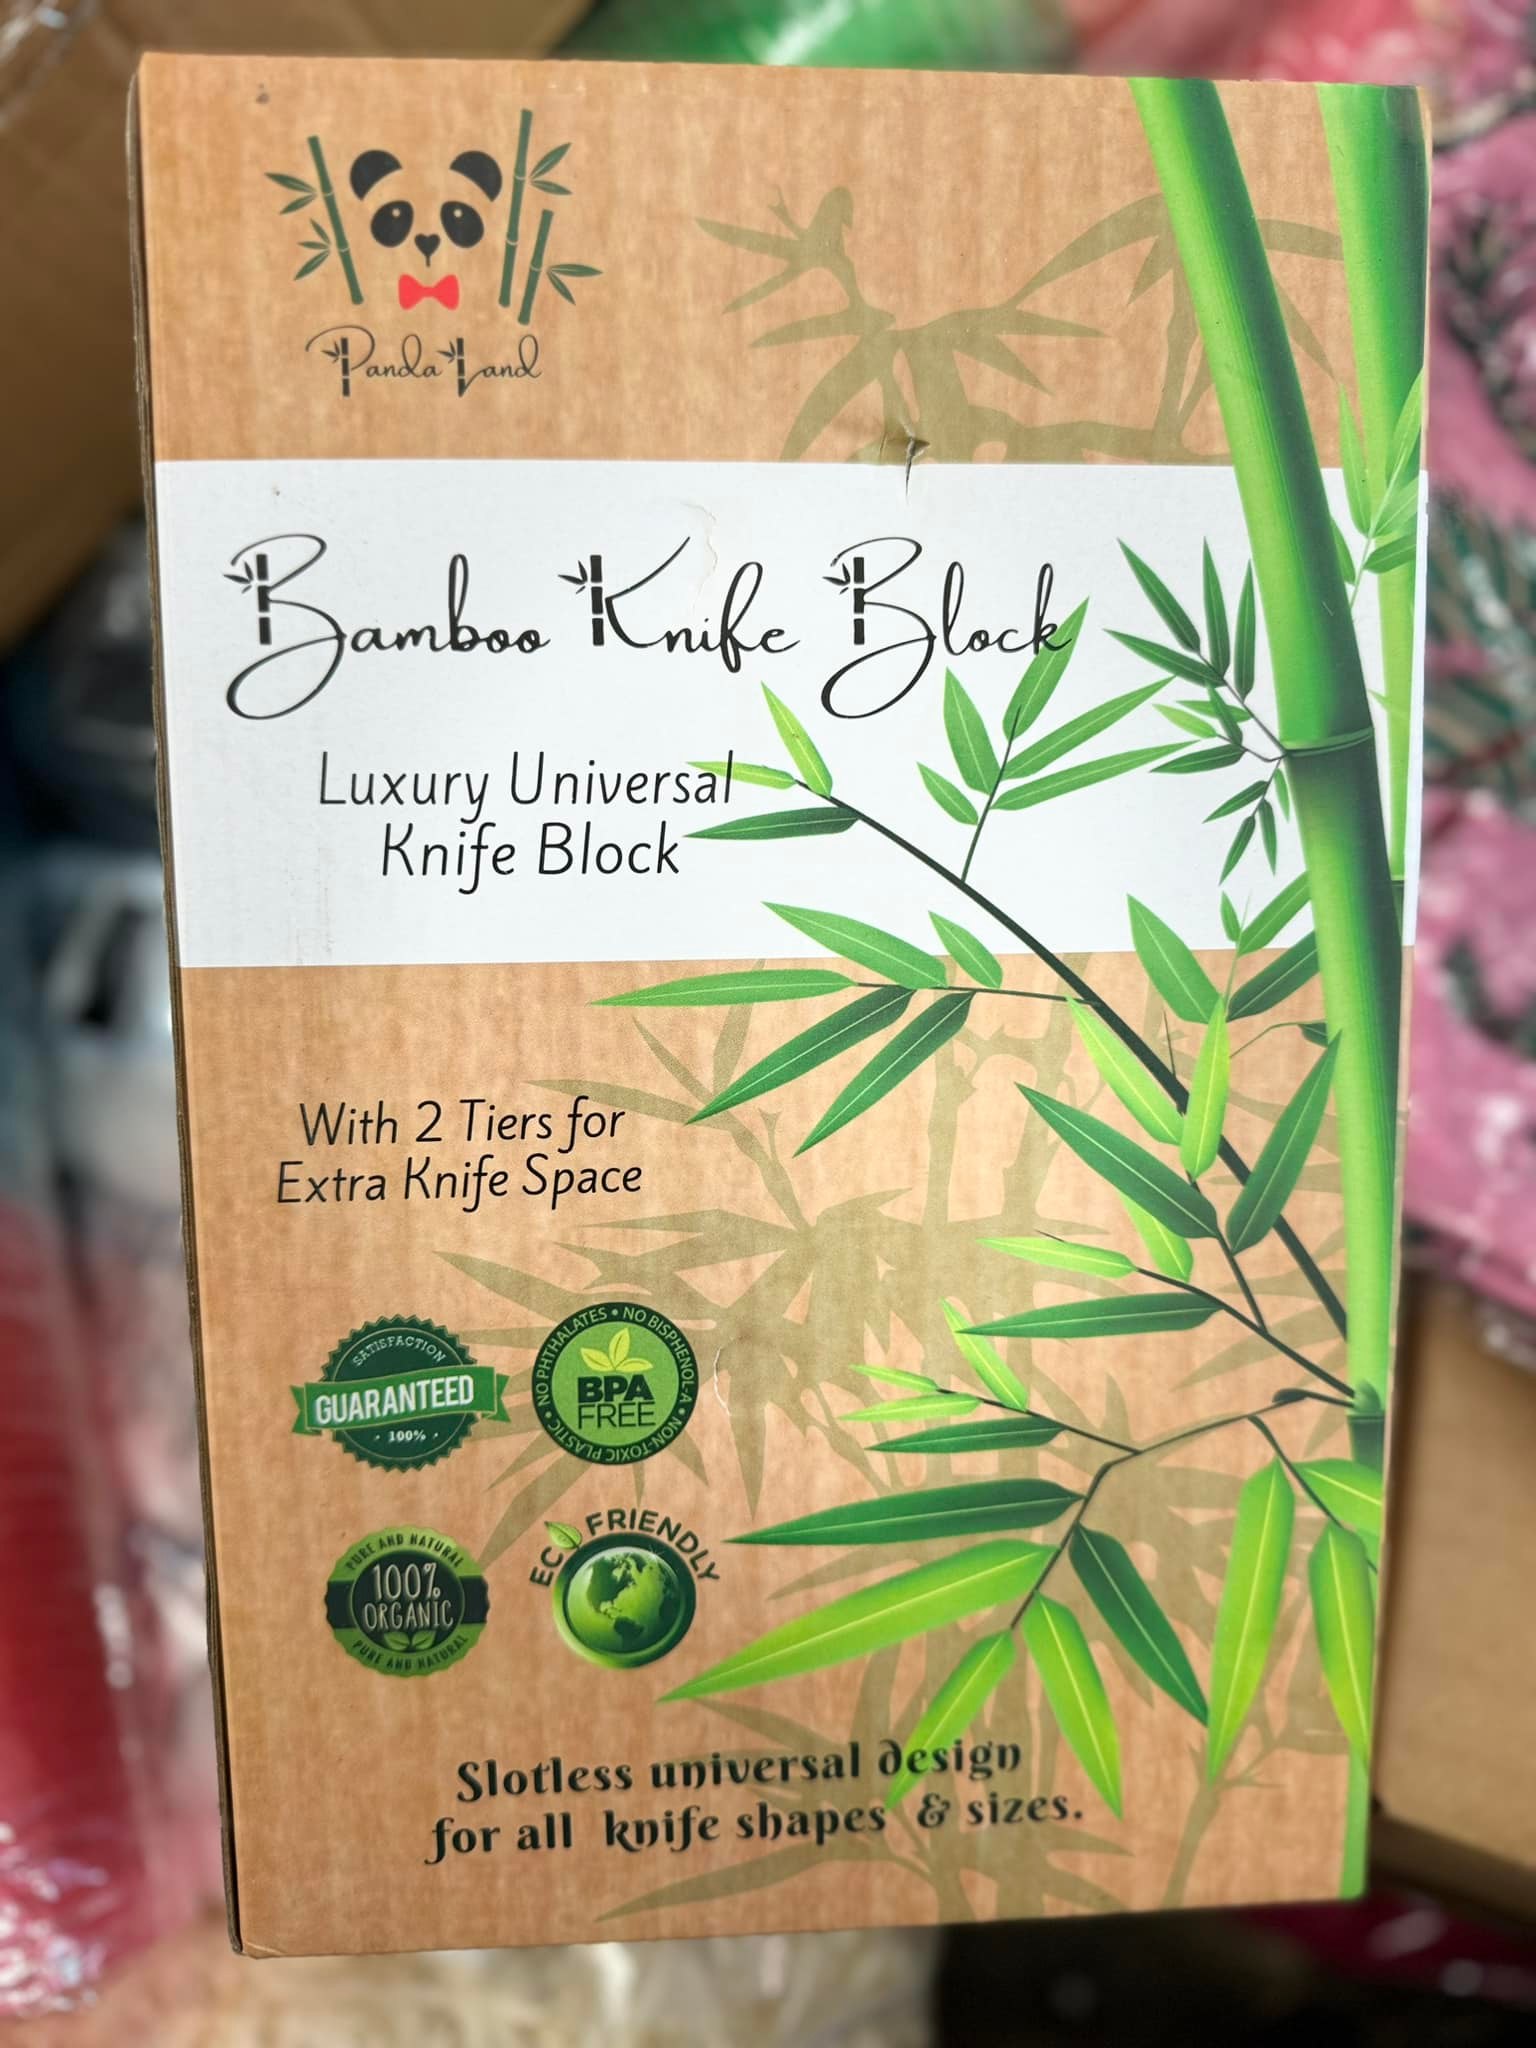 Panda Land
Bamboo Knife Block
Luxury Universal
Knife Block
With 2 Tiers for
Extra Knife Space
SATISFACTION
GUARANTEED
100%
NO PHTHALATES • NO BISPHENOL-A • NON-TOXIC PLASTIC •
BPA
FREE
PURE AND NATURAL
100%
ORGANIC
PURE AND NATURAL
ECO FRIENDLY
Slotless universal design
for all knife shapes & sizes.